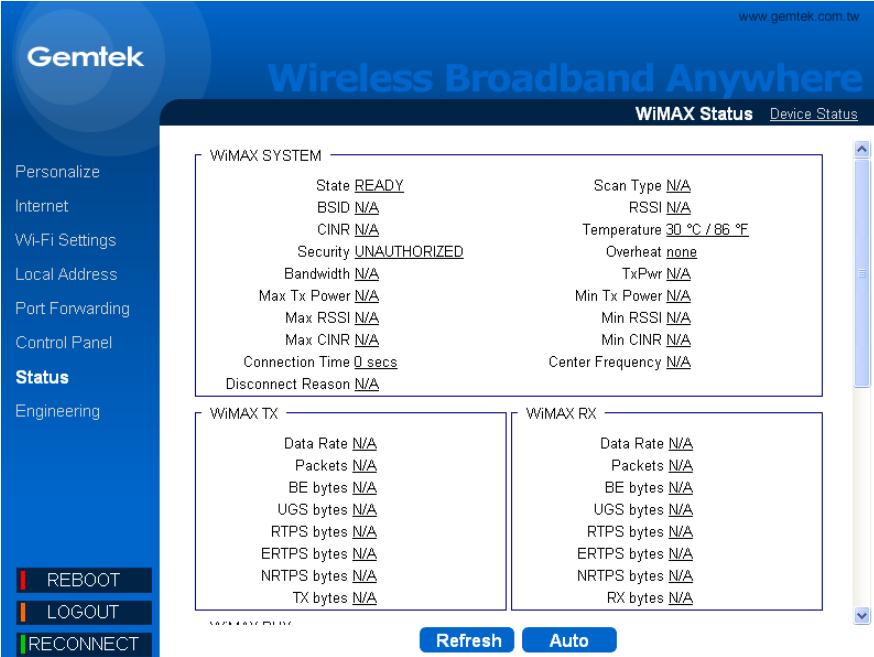 www.gemtek.com.tw
Gemtek
Wireless Broadband Anywhere
WiMAX Status Device Status
Personalize
Internet
Wi-Fi Settings
Local Address
Port Forwarding
Control Panel
Status
Engineering
REBOOT
LOGOUT
RECONNECT
WiMAX SYSTEM
State READY Scan Type N/A
BSID N/A RSSI N/A
CINR N/A Temperature 30 °C / 86 °F
Security UNAUTHORIZED Overheat none
Bandwidth N/A TxPwr N/A
Max Tx Power N/A Min Tx Power N/A
Max RSSI N/A Min RSSI N/A
Max CINR N/A Min CINR N/A
Connection Time 0 secs Center Frequency N/A
Disconnect Reason N/A
WiMAX TX
Data Rate N/A
Packets N/A
BE bytes N/A
UGS bytes N/A
RTPS bytes N/A
ERTPS bytes N/A
NRTPS bytes N/A
TX bytes N/A
WiMAX RX
Data Rate N/A
Packets N/A
BE bytes N/A
UGS bytes N/A
RTPS bytes N/A
ERTPS bytes N/A
NRTPS bytes N/A
RX bytes N/A
Refresh Auto